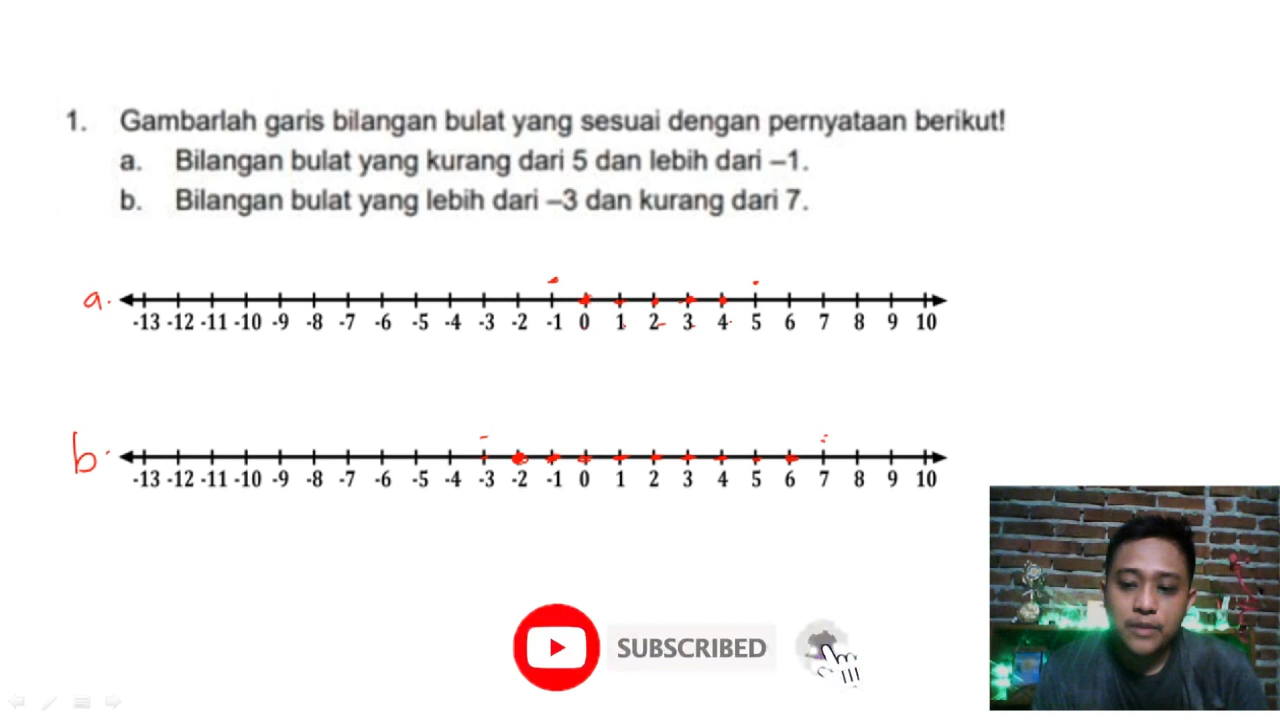 1. Gambarlah garis bilangan bulat yang sesuai dengan pernyataan berikut!
a. Bilangan bulat yang kurang dari 5 dan lebih dari –1.
b. Bilangan bulat yang lebih dari –3 dan kurang dari 7.
a.
-13 -12 -11 -10 -9 -8 -7 -6 -5 -4 -3 -2 -1 0 1 2 3 4 5 6 7 8 9 10
b.
-13 -12 -11 -10 -9 -8 -7 -6 -5 -4 -3 -2 -1 0 1 2 3 4 5 6 7 8 9 10
SUBSCRIBED